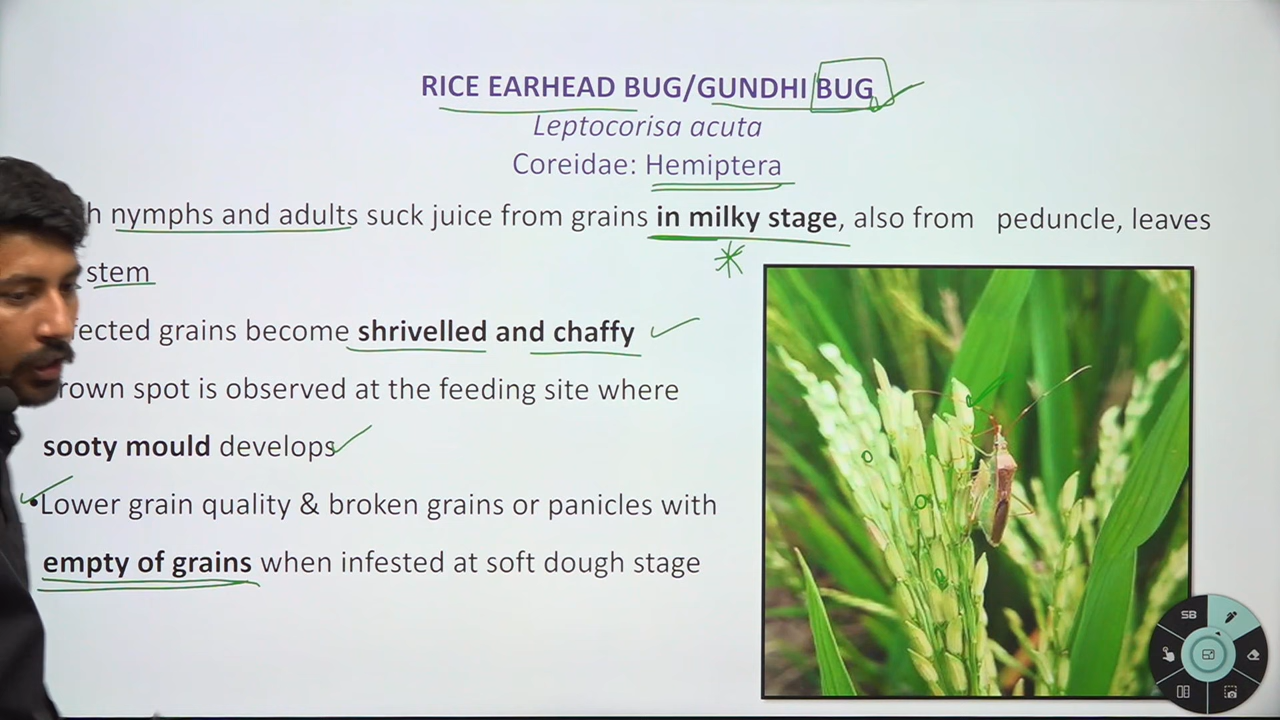 RICE EARHEAD BUG/GUNDHI BUG
Leptocorisa acuta
Coreidae: Hemiptera
h nymphs and adults suck juice from grains in milky stage, also from peduncle, leaves
stem
fected grains become shrivelled and chaffy
rown spot is observed at the feeding site where
sooty mould develops
•Lower grain quality & broken grains or panicles with
empty of grains when infested at soft dough stage
SB